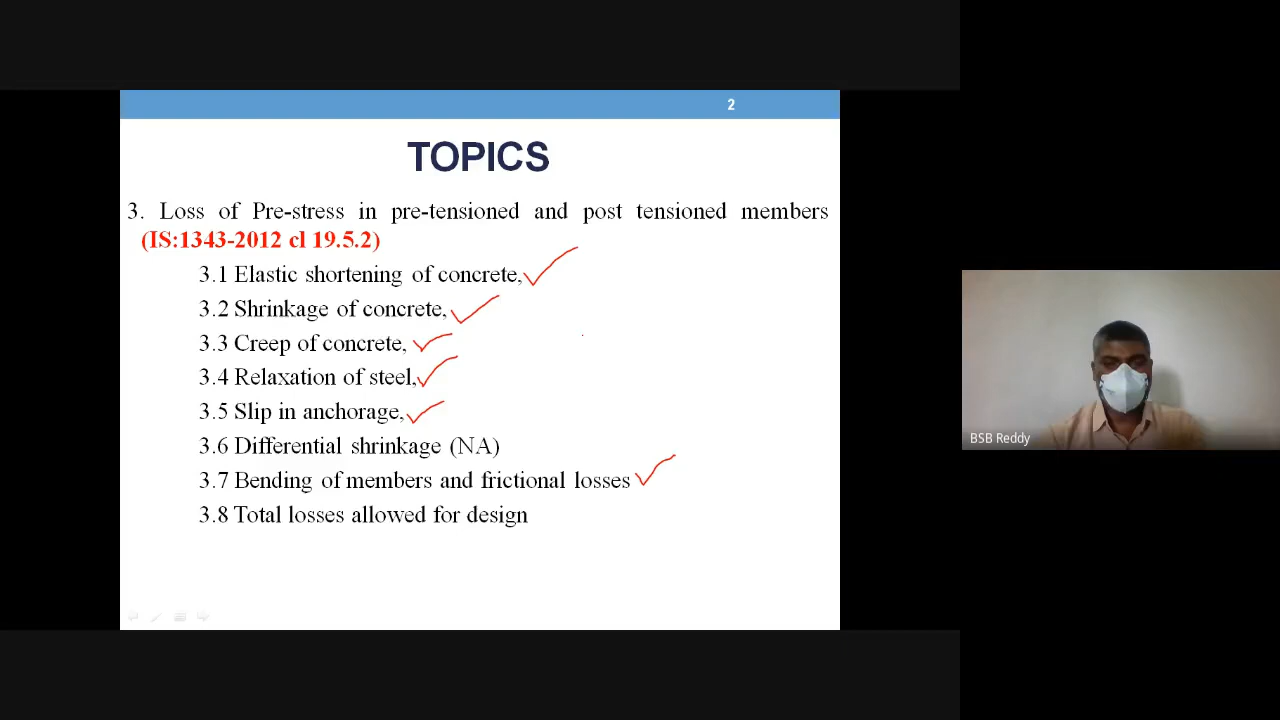 2
TOPICS
3. Loss of Pre-stress in pre-tensioned and post tensioned members
(IS:1343-2012 cl 19.5.2)
3.1 Elastic shortening of concrete,
3.2 Shrinkage of concrete,
3.3 Creep of concrete,
3.4 Relaxation of steel,
3.5 Slip in anchorage,
3.6 Differential shrinkage (NA)
3.7 Bending of members and frictional losses
3.8 Total losses allowed for design
BSB Reddy